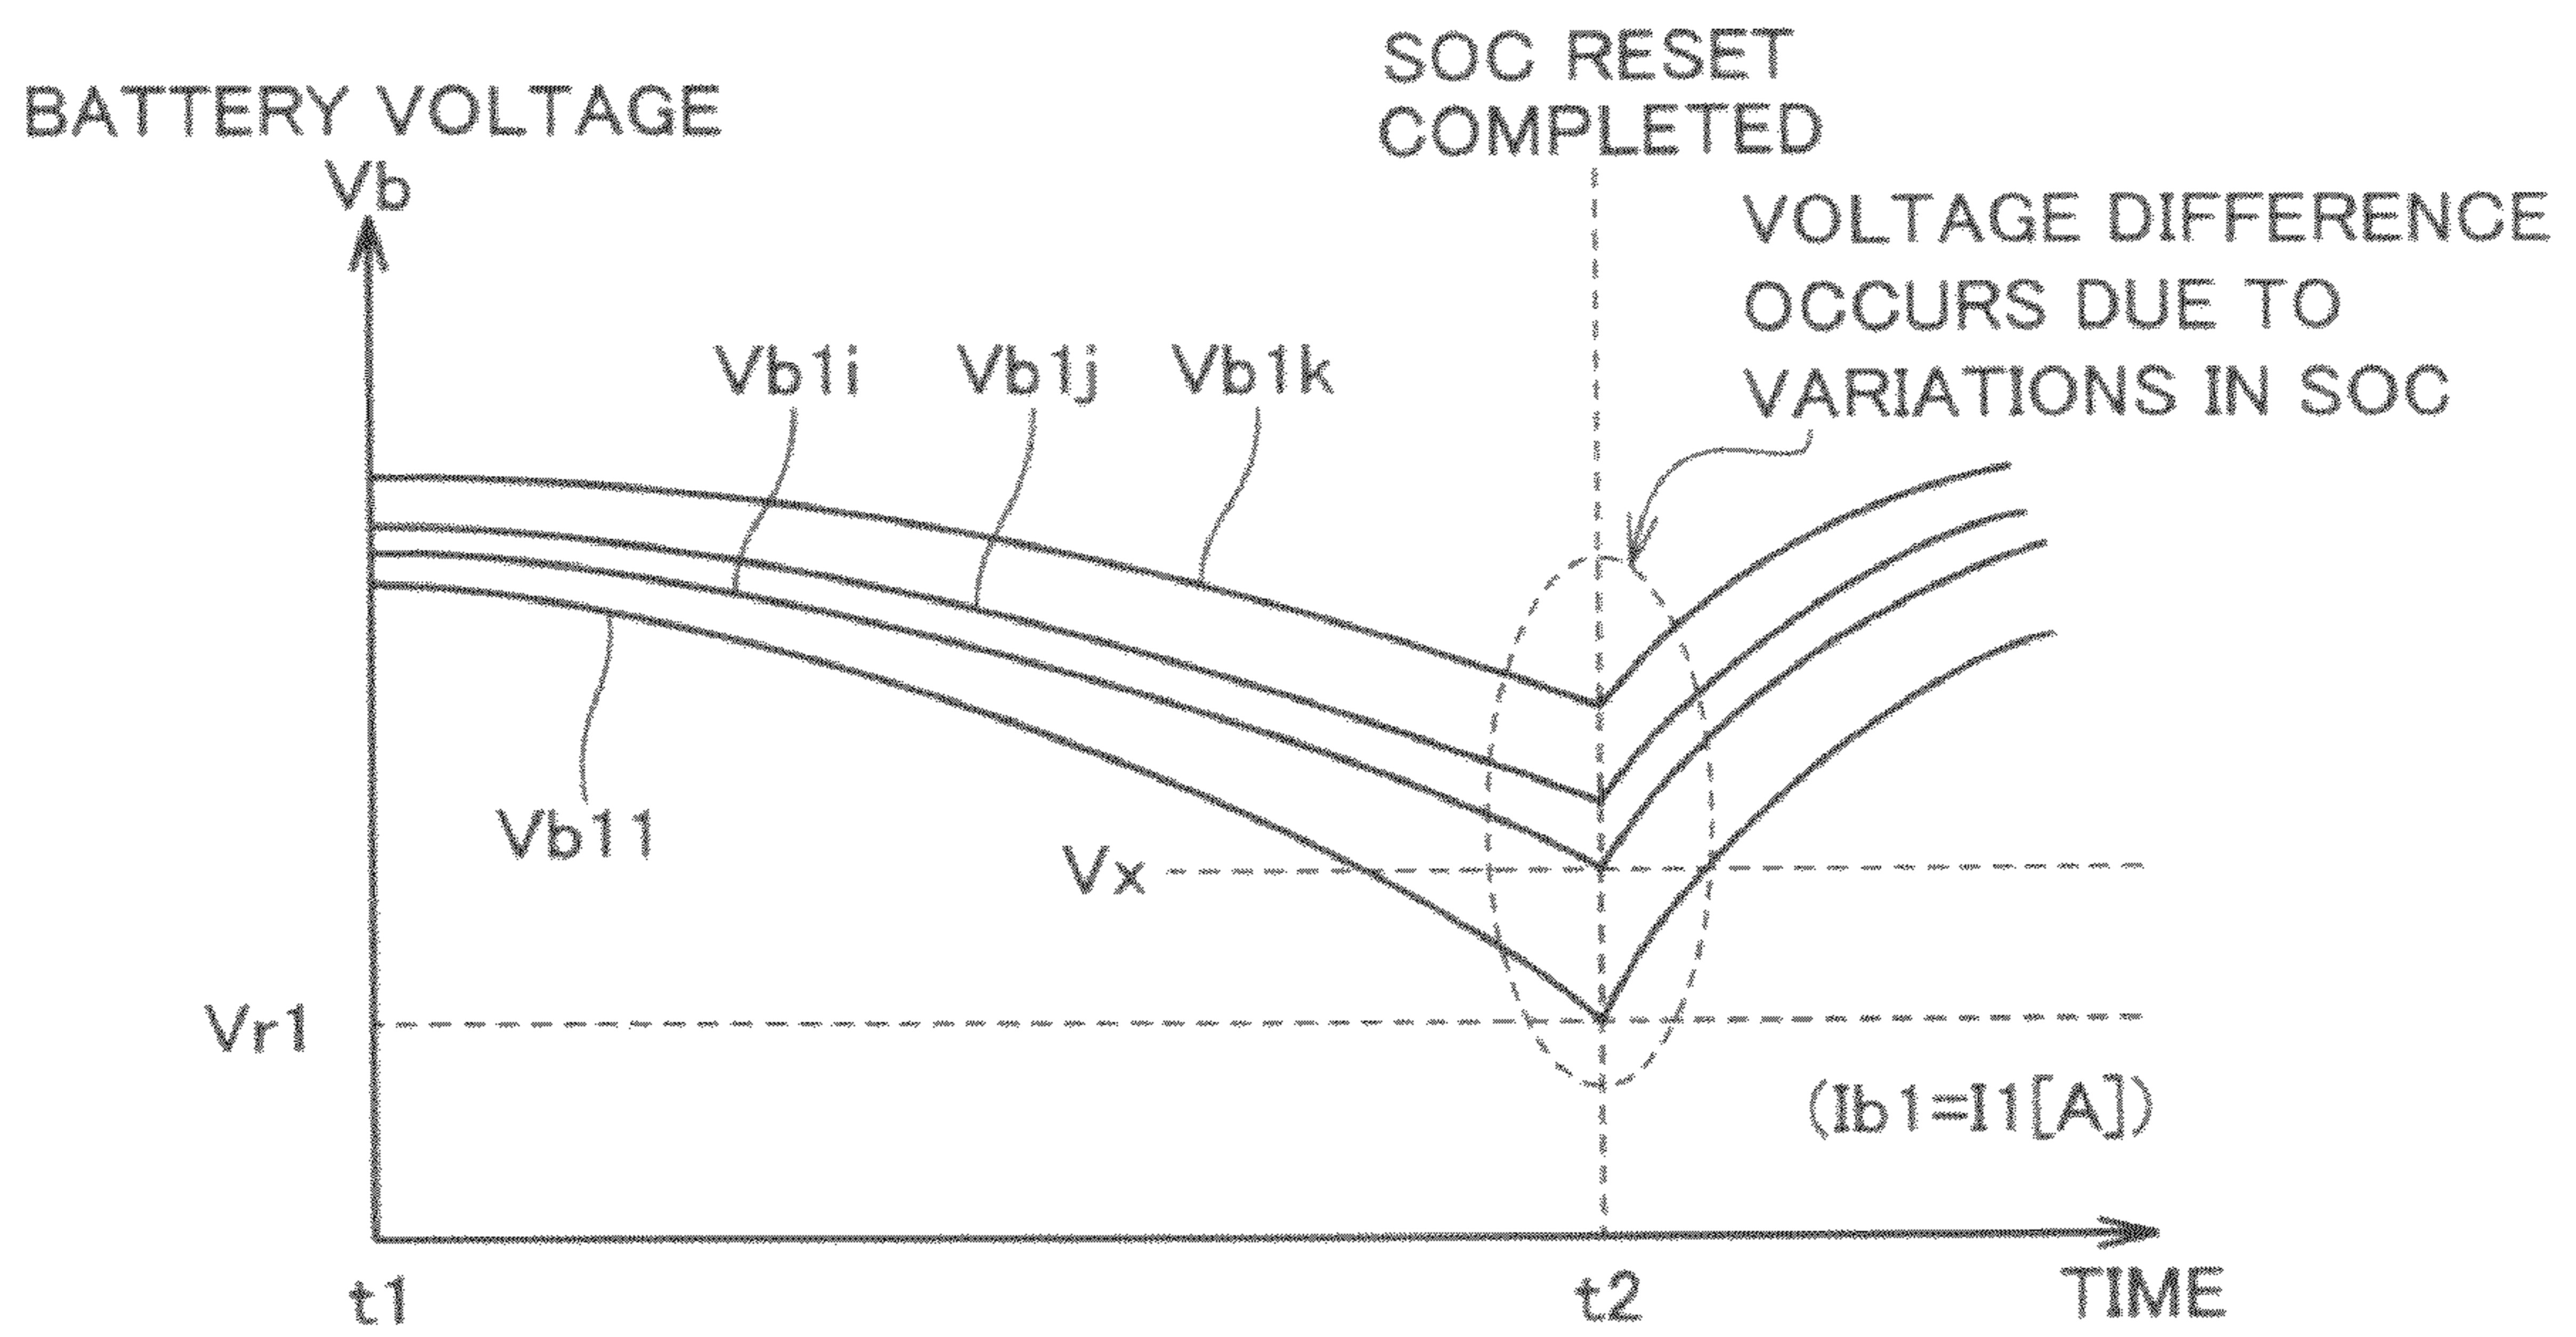 SOC RESET
COMPLETED
BATTERY VOLTAGE
Vb
VOLTAGE DIFFERENCE
OCCURS DUE TO
VARIATIONS IN SOC
Vb1i Vb1j Vb1k
Vb11
Vx
Vr1
(Ib1=I1[A])
t1 t2 TIME